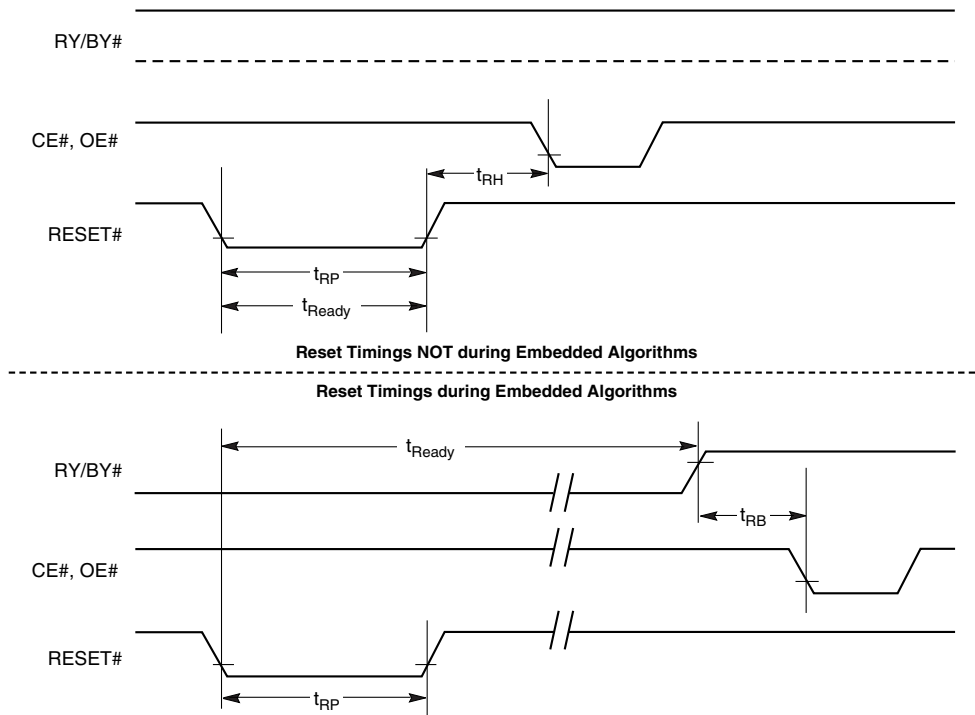 RY/BY#
CE#, OE#
tRH
RESET#
tRP
tReady
Reset Timings NOT during Embedded Algorithms
Reset Timings during Embedded Algorithms
tReady
RY/BY#
tRB
CE#, OE#
RESET#
tRP